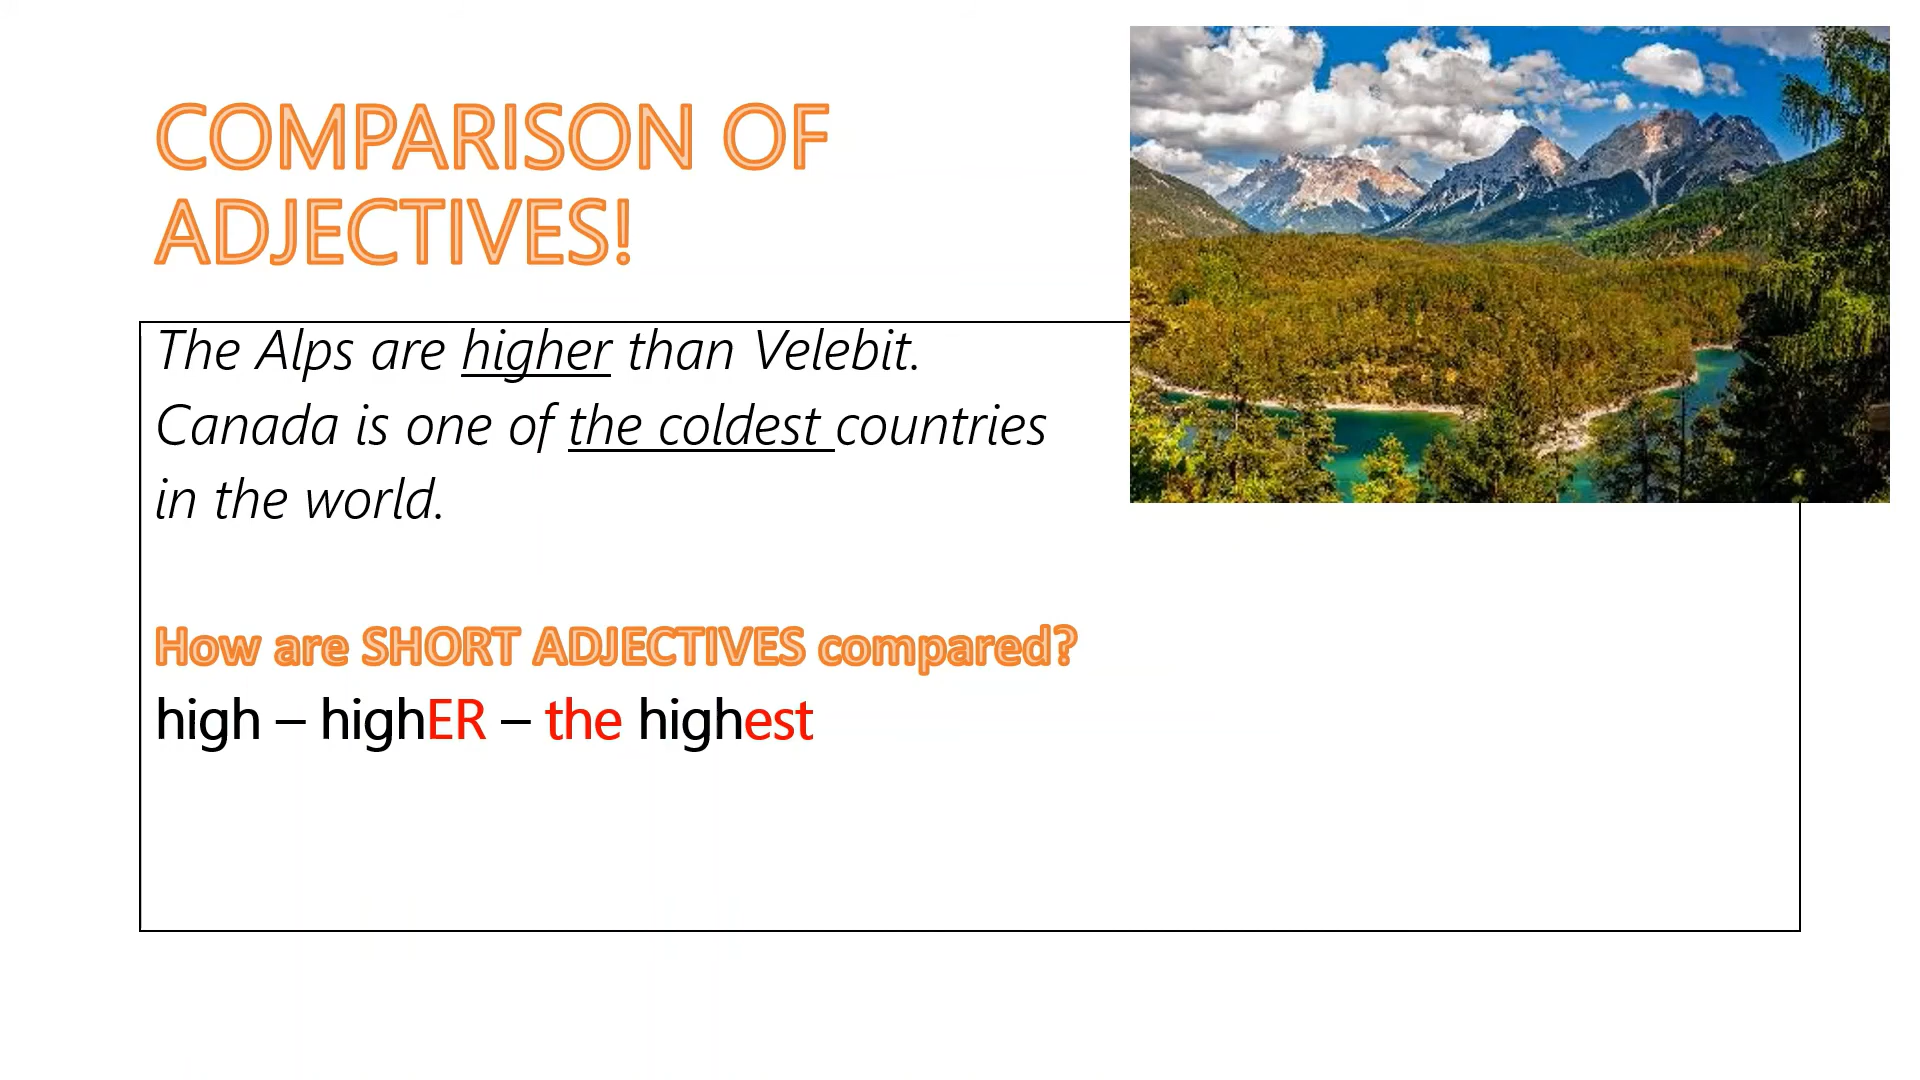 COMPARISON OF
ADJECTIVES!
The Alps are higher than Velebit.
Canada is one of the coldest countries
in the world.
How are SHORT ADJECTIVES compared?
high – highER – the highest